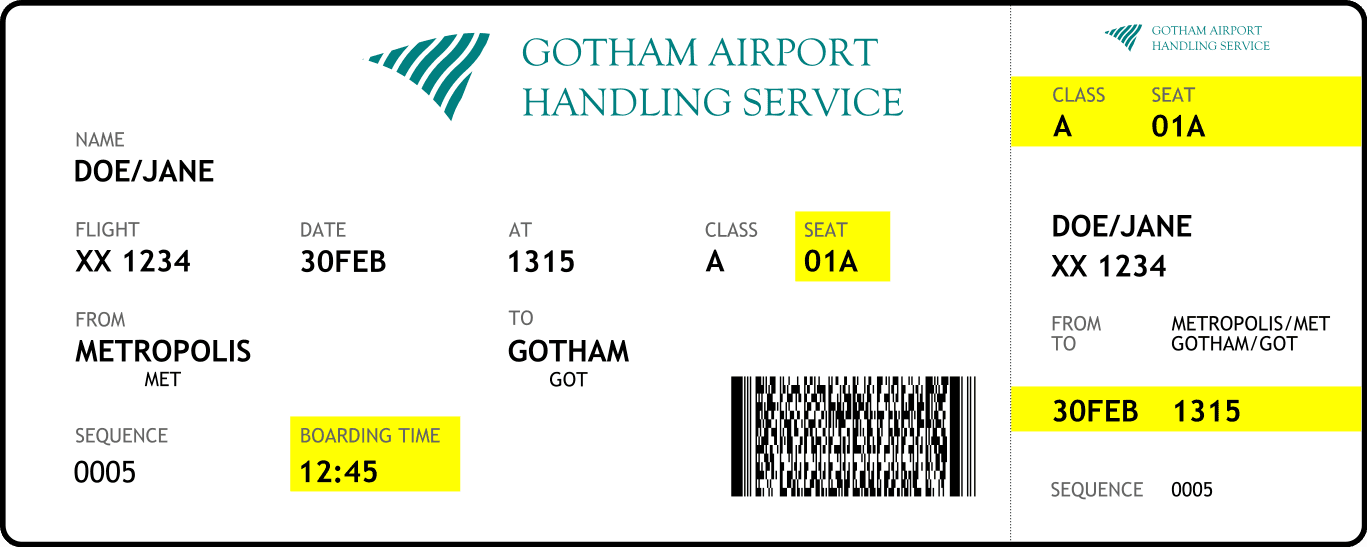 GOTHAM AIRPORT
HANDLING SERVICE
NAME
DOE/JANE
FLIGHT DATE AT CLASS SEAT
XX 1234 30FEB 1315 A 01A
FROM TO
METROPOLIS GOTHAM
MET GOT
SEQUENCE BOARDING TIME
0005 12:45
GOTHAM AIRPORT
HANDLING SERVICE
CLASS SEAT
A 01A
DOE/JANE
XX 1234
FROM METROPOLIS/MET
TO GOTHAM/GOT
30FEB 1315
SEQUENCE 0005